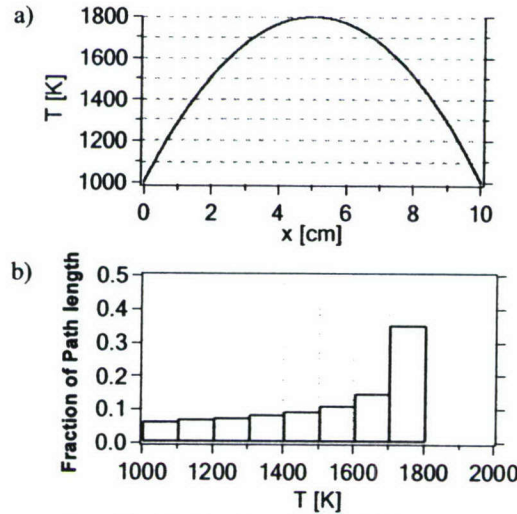 a)
T [K]
1800
1600
1400
1200
1000
0 2 4 6 8 10
x [cm]
b)
Fraction of Path length
0.5
0.4
0.3
0.2
0.1
0.0
1000 1200 1400 1600 1800 2000
T [K]